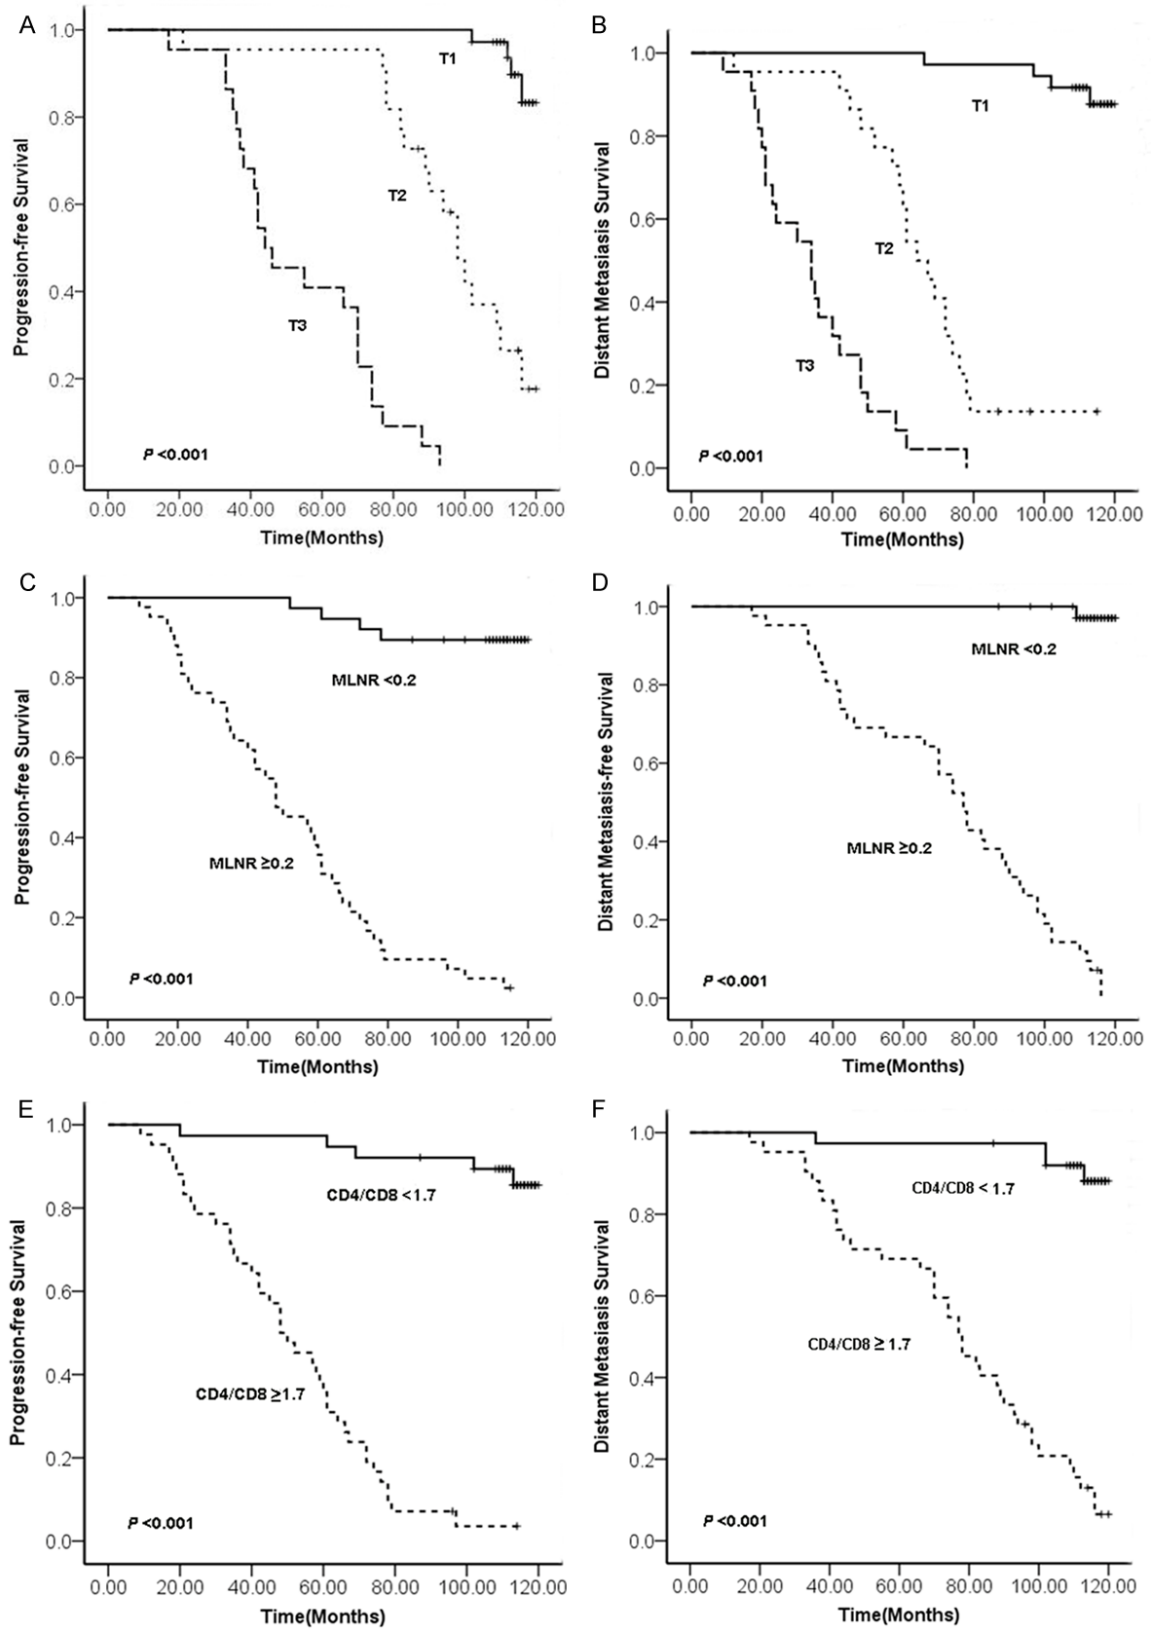 A
1.0
0.8
0.6
0.4
0.2
0.0
Progression-free Survival
T1
T2
T3
P <0.001
0.00 20.00 40.00 60.00 80.00 100.00 120.00
Time(Months)
B
1.0
0.8
0.6
0.4
0.2
0.0
Distant Metasiasis Survival
T1
T2
T3
P <0.001
0.00 20.00 40.00 60.00 80.00 100.00 120.00
Time(Months)
C
1.0
0.8
0.6
0.4
0.2
0.0
Progression-free Survival
MLNR <0.2
MLNR ≥0.2
P <0.001
0.00 20.00 40.00 60.00 80.00 100.00 120.00
Time(Months)
D
1.0
0.8
0.6
0.4
0.2
0.0
Distant Metasiasis-free Survival
MLNR <0.2
MLNR ≥0.2
P <0.001
0.00 20.00 40.00 60.00 80.00 100.00 120.00
Time(Months)
E
1.0
0.8
0.6
0.4
0.2
0.0
Progression-free Survival
CD4/CD8 <1.7
CD4/CD8 ≥1.7
P <0.001
0.00 20.00 40.00 60.00 80.00 100.00 120.00
Time(Months)
F
1.0
0.8
0.6
0.4
0.2
0.0
Distant Metasiasis Survival
CD4/CD8 < 1.7
CD4/CD8 ≥ 1.7
P <0.001
0.00 20.00 40.00 60.00 80.00 100.00 120.00
Time(Months)